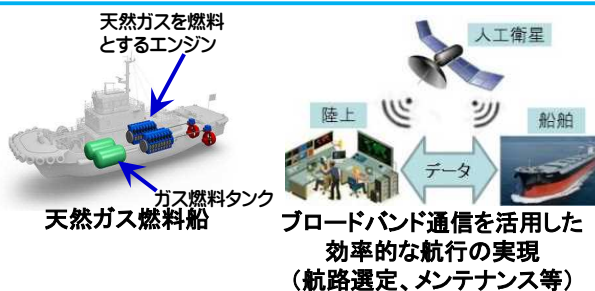 天然ガスを燃料
とするエンジン
ガス燃料タンク
天然ガス燃料船
人工衛星
陸上
船舶
データ
ブロードバンド通信を活用した
効率的な航行の実現
（航路選定、メンテナンス等）